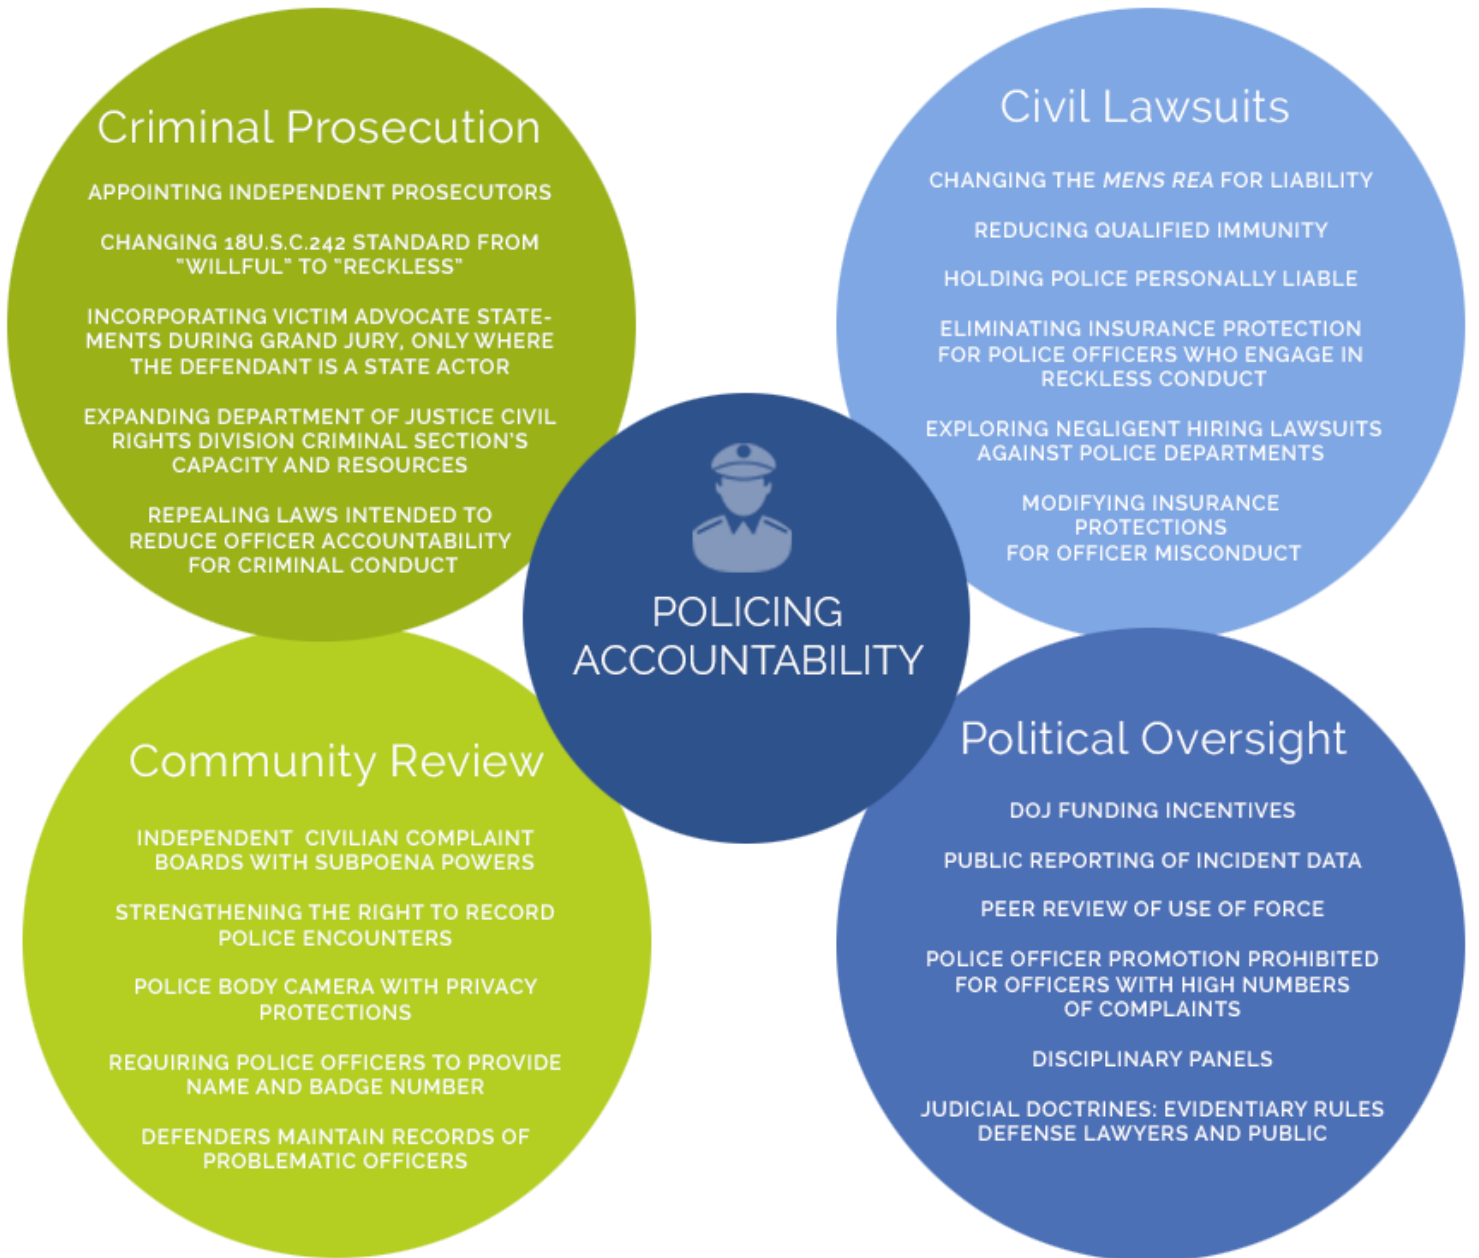 Criminal Prosecution
APPOINTING INDEPENDENT PROSECUTORS
CHANGING 18U.S.C.242 STANDARD FROM
"WILLFUL" TO "RECKLESS"
INCORPORATING VICTIM ADVOCATE STATE-
MENTS DURING GRAND JURY, ONLY WHERE
THE DEFENDANT IS A STATE ACTOR
EXPANDING DEPARTMENT OF JUSTICE CIVIL
RIGHTS DIVISION CRIMINAL SECTION'S
CAPACITY AND RESOURCES
REPEALING LAWS INTENDED TO
REDUCE OFFICER ACCOUNTABILITY
FOR CRIMINAL CONDUCT
Civil Lawsuits
CHANGING THE MENS REA FOR LIABILITY
REDUCING QUALIFIED IMMUNITY
HOLDING POLICE PERSONALLY LIABLE
ELIMINATING INSURANCE PROTECTION
FOR POLICE OFFICERS WHO ENGAGE IN
RECKLESS CONDUCT
EXPLORING NEGLIGENT HIRING LAWSUITS
AGAINST POLICE DEPARTMENTS
MODIFYING INSURANCE
PROTECTIONS
FOR OFFICER MISCONDUCT
POLICING
ACCOUNTABILITY
Community Review
INDEPENDENT CIVILIAN COMPLAINT
BOARDS WITH SUBPOENA POWERS
STRENGTHENING THE RIGHT TO RECORD
POLICE ENCOUNTERS
POLICE BODY CAMERA WITH PRIVACY
PROTECTIONS
REQUIRING POLICE OFFICERS TO PROVIDE
NAME AND BADGE NUMBER
DEFENDERS MAINTAIN RECORDS OF
PROBLEMATIC OFFICERS
Political Oversight
DOJ FUNDING INCENTIVES
PUBLIC REPORTING OF INCIDENT DATA
PEER REVIEW OF USE OF FORCE
POLICE OFFICER PROMOTION PROHIBITED
FOR OFFICERS WITH HIGH NUMBERS
OF COMPLAINTS
DISCIPLINARY PANELS
JUDICIAL DOCTRINES: EVIDENTIARY RULES
DEFENSE LAWYERS AND PUBLIC